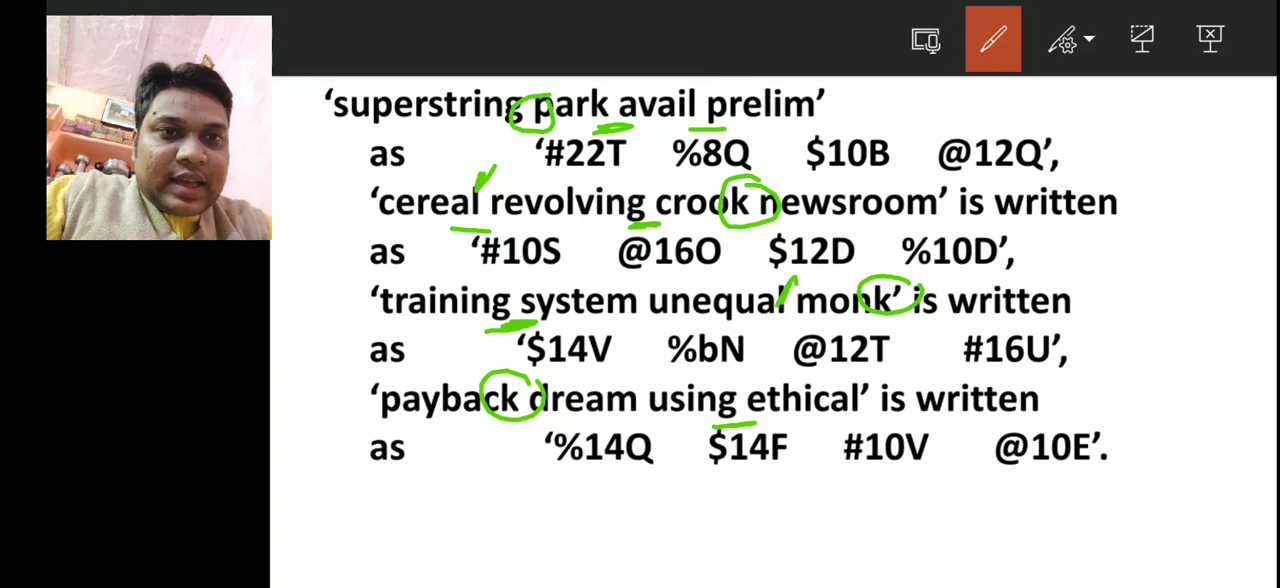 ‘superstring park avail prelim’
as ‘#22T %8Q $10B @12Q’,
‘cereal revolving crook newsroom’ is written
as ‘#10S @16O $12D %10D’,
‘training system unequal monk’ is written
as ‘$14V %bN @12T #16U’,
‘payback dream using ethical’ is written
as ‘%14Q $14F #10V @10E’.